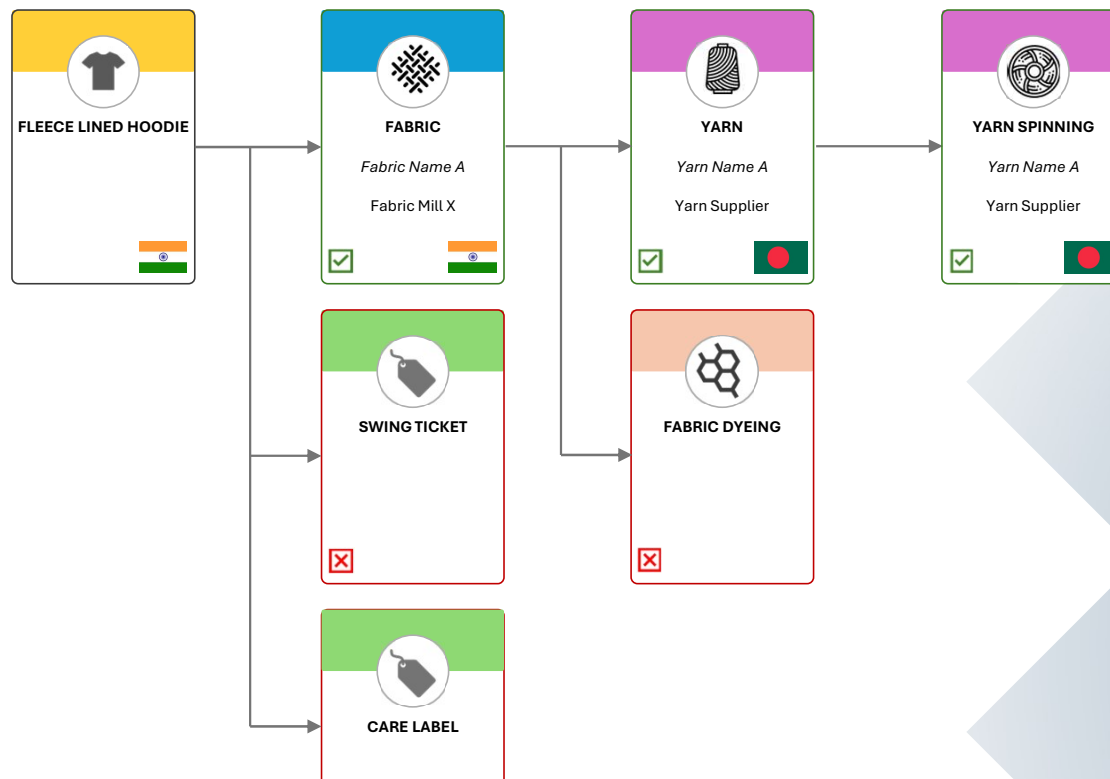 FLEECE LINED HOODIE
FABRIC
Fabric Name A
Fabric Mill X
YARN
Yarn Name A
Yarn Supplier
YARN SPINNING
Yarn Name A
Yarn Supplier
SWING TICKET
FABRIC DYEING
CARE LABEL